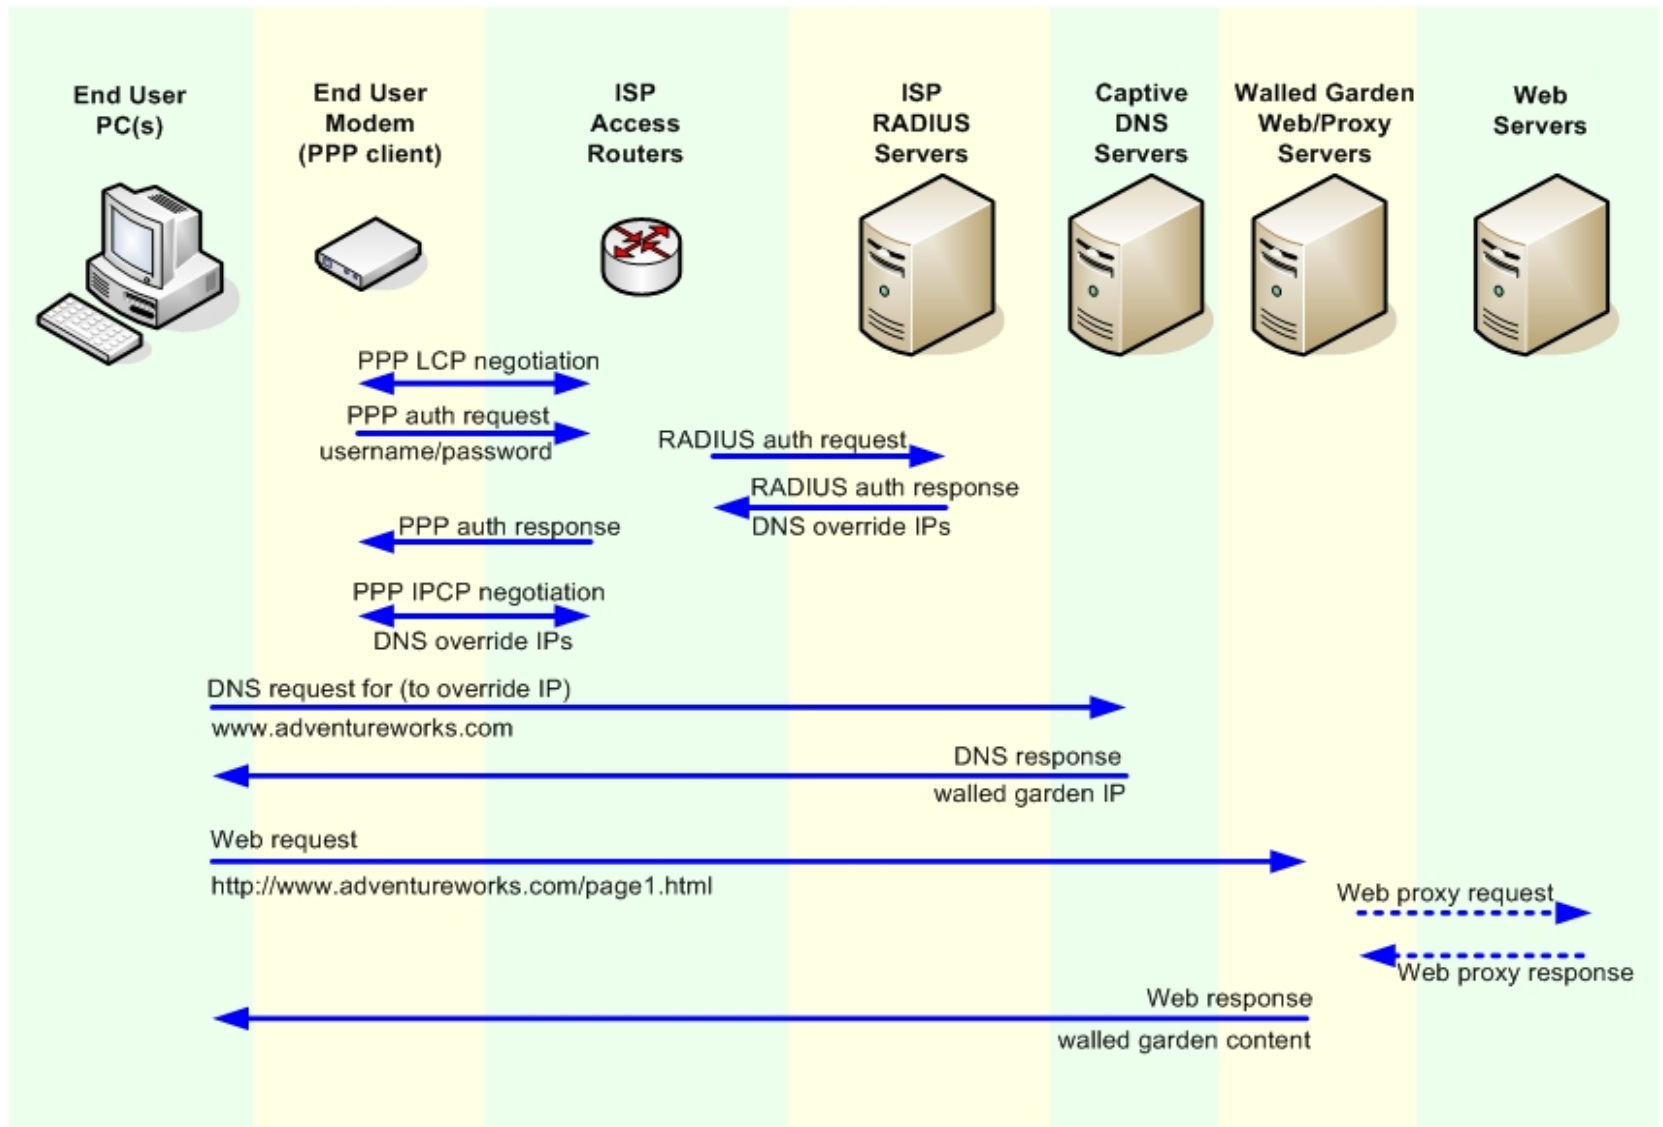 End User
PC(s)
End User
Modem
(PPP client)
ISP
Access
Routers
ISP
RADIUS
Servers
Captive
DNS
Servers
Walled Garden
Web/Proxy
Servers
Web
Servers
PPP LCP negotiation
PPP auth request
username/password
RADIUS auth request
RADIUS auth response
DNS override IPs
PPP auth response
PPP IPCP negotiation
DNS override IPs
DNS request for (to override IP)
www.adventureworks.com
DNS response
walled garden IP
Web request
http://www.adventureworks.com/page1.html
Web proxy request
Web proxy response
Web response
walled garden content